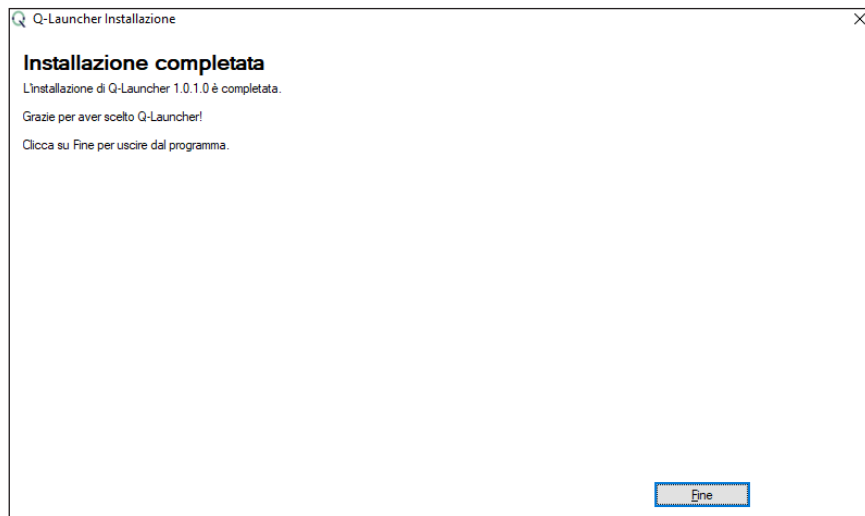 Q-Launcher Installazione
Installazione completata
L'installazione di Q-Launcher 1.0.1.0 è completata.
Grazie per aver scelto Q-Launcher!
Clicca su Fine per uscire dal programma.
Fine